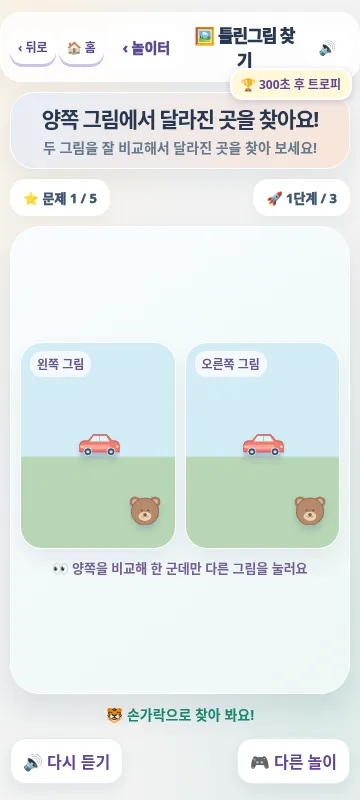 ‹ 뒤로
🏠 홈
‹ 놀이터
🖼️ 틀린그림 찾
기
🔊
🏆 300초 후 트로피
양쪽 그림에서 달라진 곳을 찾아요!
두 그림을 잘 비교해서 달라진 곳을 찾아 보세요!
⭐ 문제 1 / 5
🚀 1단계 / 3
왼쪽 그림
오른쪽 그림
👀 양쪽을 비교해 한 군데만 다른 그림을 눌러요
🐯 손가락으로 찾아 봐요!
🔊 다시 듣기
🎮 다른 놀이